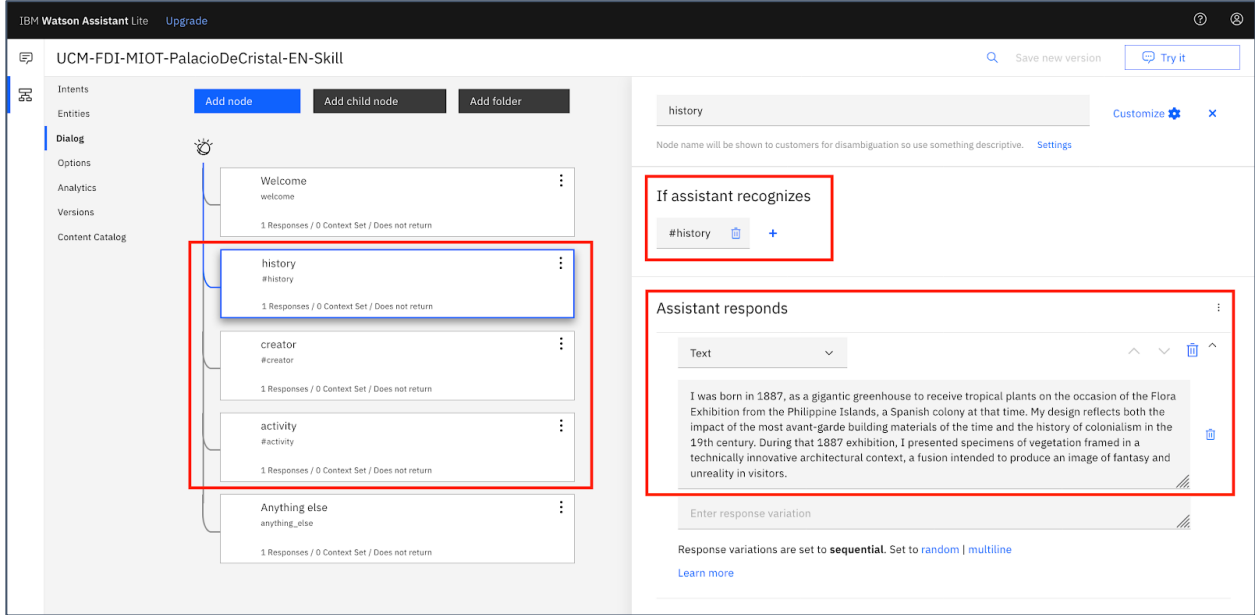 IBM Watson Assistant Lite Upgrade
UCM-FDI-MIOT-PalacioDeCristal-EN-Skill
Save new version
Try it
Intents
Entities
Dialog
Options
Analytics
Versions
Content Catalog
Add node
Add child node
Add folder
Welcome
welcome
1 Responses / 0 Context Set / Does not return
history
#history
1 Responses / 0 Context Set / Does not return
creator
#creator
1 Responses / 0 Context Set / Does not return
activity
#activity
1 Responses / 0 Context Set / Does not return
Anything else
anything_else
1 Responses / 0 Context Set / Does not return
history
Customize
Node name will be shown to customers for disambiguation so use something descriptive. Settings
If assistant recognizes
#history
Assistant responds
Text
I was born in 1887, as a gigantic greenhouse to receive tropical plants on the occasion of the Flora
Exhibition from the Philippine Islands, a Spanish colony at that time. My design reflects both the
impact of the most avant-garde building materials of the time and the history of colonialism in the
19th century. During that 1887 exhibition, I presented specimens of vegetation framed in a
technically innovative architectural context, a fusion intended to produce an image of fantasy and
unreality in visitors.
Enter response variation
Response variations are set to sequential. Set to random | multiline
Learn more